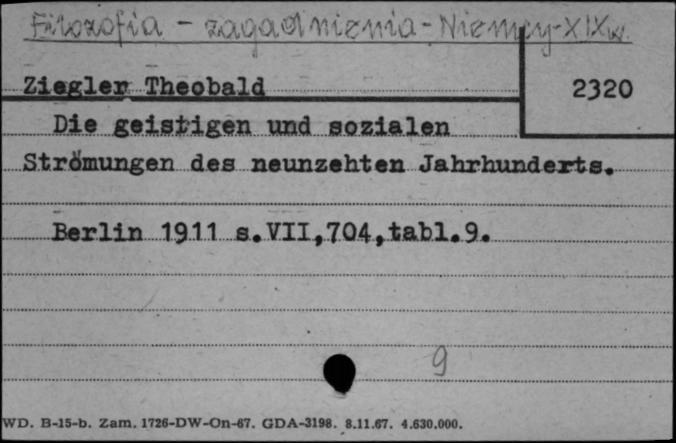 Filozofia - zagadnienia - Niemcy - XIX w.
Ziegler Theobald
2320
Die geistigen und sozialen
Strömungen des neunzehten Jahrhunderts.
Berlin 1911 s.VII,704,tabl.9.
9
WD. B-15-b. Zam. 1726-DW-On-67. GDA-3198. 8.11.67. 4.630.000.